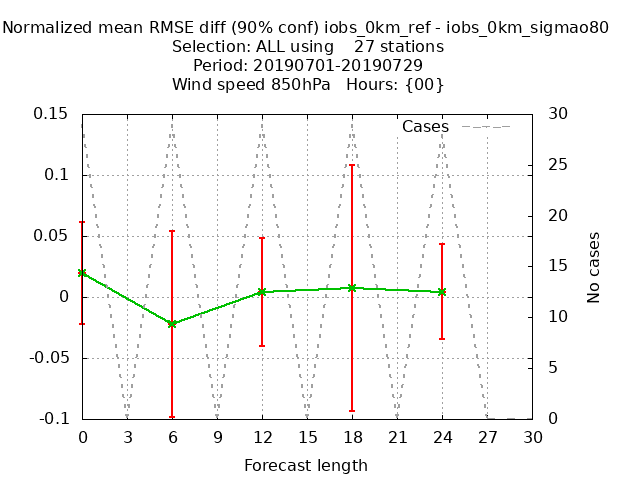 Normalized mean RMSE diff (90% conf) iobs_0km_ref - iobs_0km_sigmao80
Selection: ALL using    27 stations
Period: 20190701-20190729
Wind speed 850hPa   Hours: {00}
Cases
0.15
0.1
0.05
0
-0.05
-0.1
30
25
20
15
10
5
0
No cases
0 3 6 9 12 15 18 21 24 27 30
Forecast length